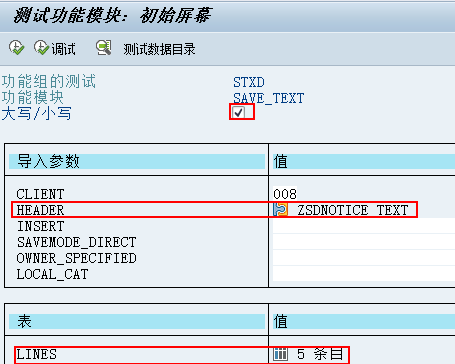 测试功能模块: 初始屏幕
调试 测试数据目录
功能组的测试 STXD
功能模块 SAVE_TEXT
大写/小写
导入参数 值
CLIENT 008
HEADER ZSDNOTICE TEXT
INSERT
SAVEMODE_DIRECT
OWNER_SPECIFIED
LOCAL_CAT
表 值
LINES 5 条目